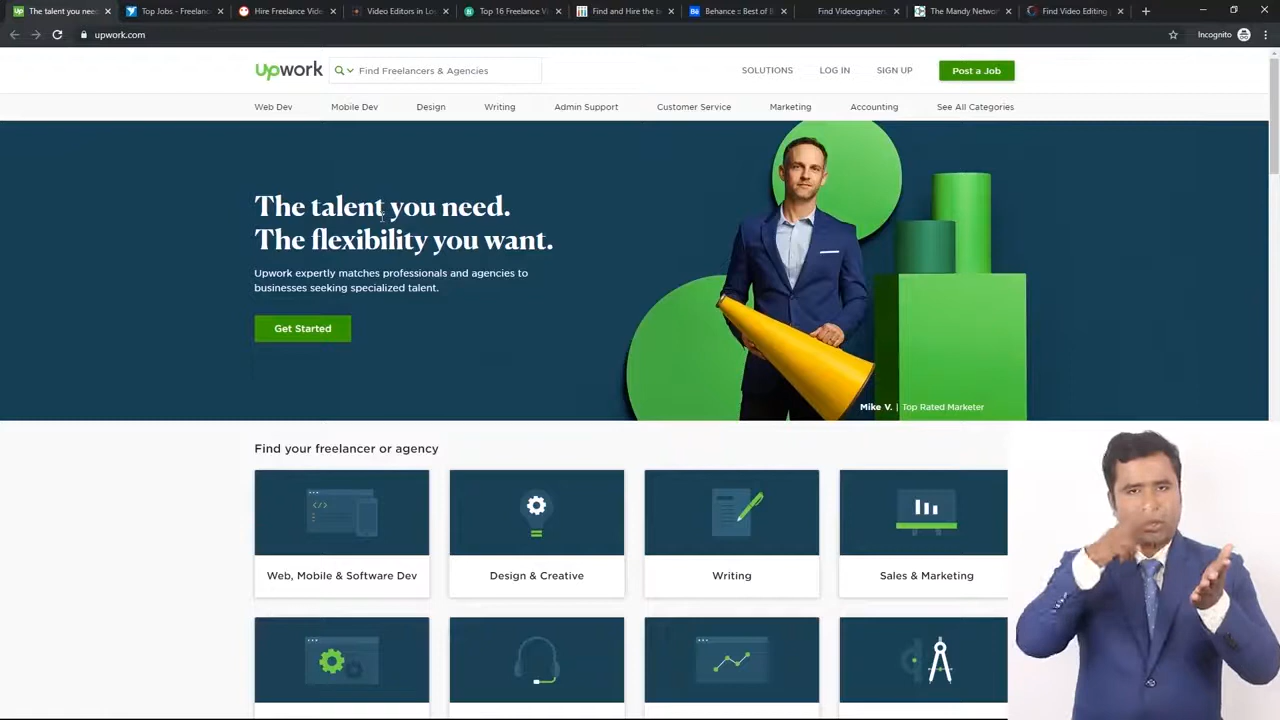 The talent you nee
Top Jobs - Freelanc
Hire Freelance Vide
Video Editors in Lo
Top 16 Freelance V
Find and Hire the b
Behance :: Best of B
Find Videographers
The Mandy Networ
Find Video Editing
upwork.com
Incognito
upwork
Find Freelancers & Agencies
SOLUTIONS
LOG IN
SIGN UP
Post a Job
Web Dev
Mobile Dev
Design
Writing
Admin Support
Customer Service
Marketing
Accounting
See All Categories
The talent you need.
The flexibility you want.
Upwork expertly matches professionals and agencies to
businesses seeking specialized talent.
Get Started
Mike V. | Top Rated Marketer
Find your freelancer or agency
Web, Mobile & Software Dev
Design & Creative
Writing
Sales & Marketing